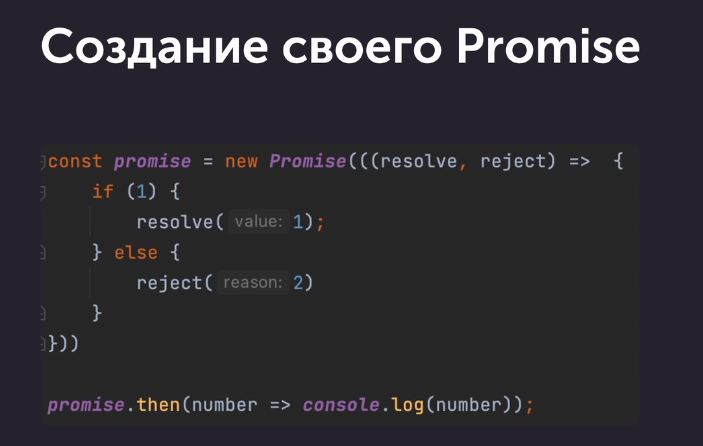 Создание своего Promise
const promise = new Promise(((resolve, reject) => {
if (1) {
resolve( value: 1);
} else {
reject( reason: 2)
}
}))
promise.then(number => console.log(number));